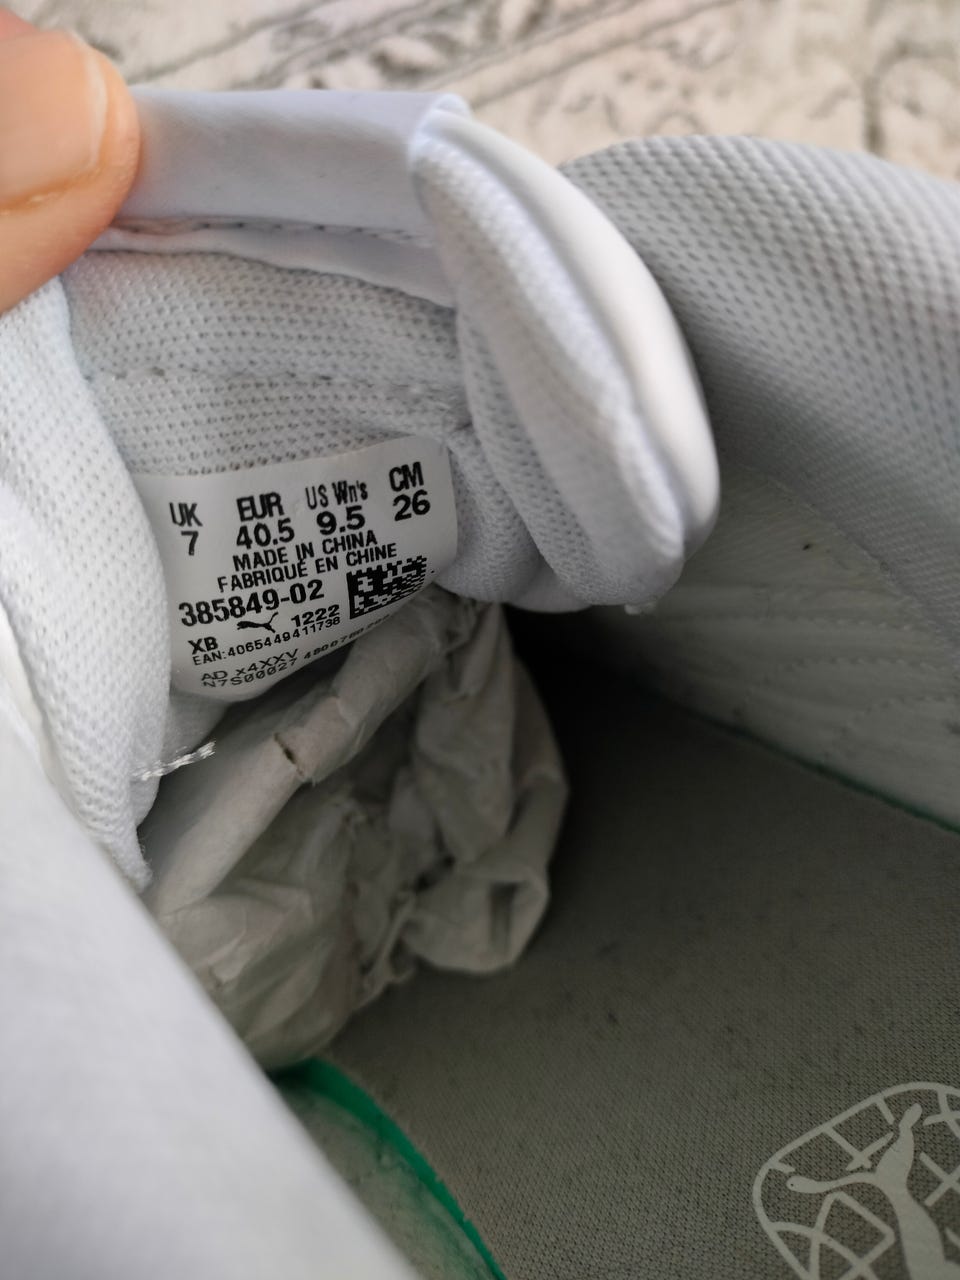 UK EUR US Wn's CM
7 40.5 9.5 26
MADE IN CHINA
FABRIQUÉ EN CHINE
385849-02
XB 1222
EAN:4065449411738
AD x4XXV
N7S00027